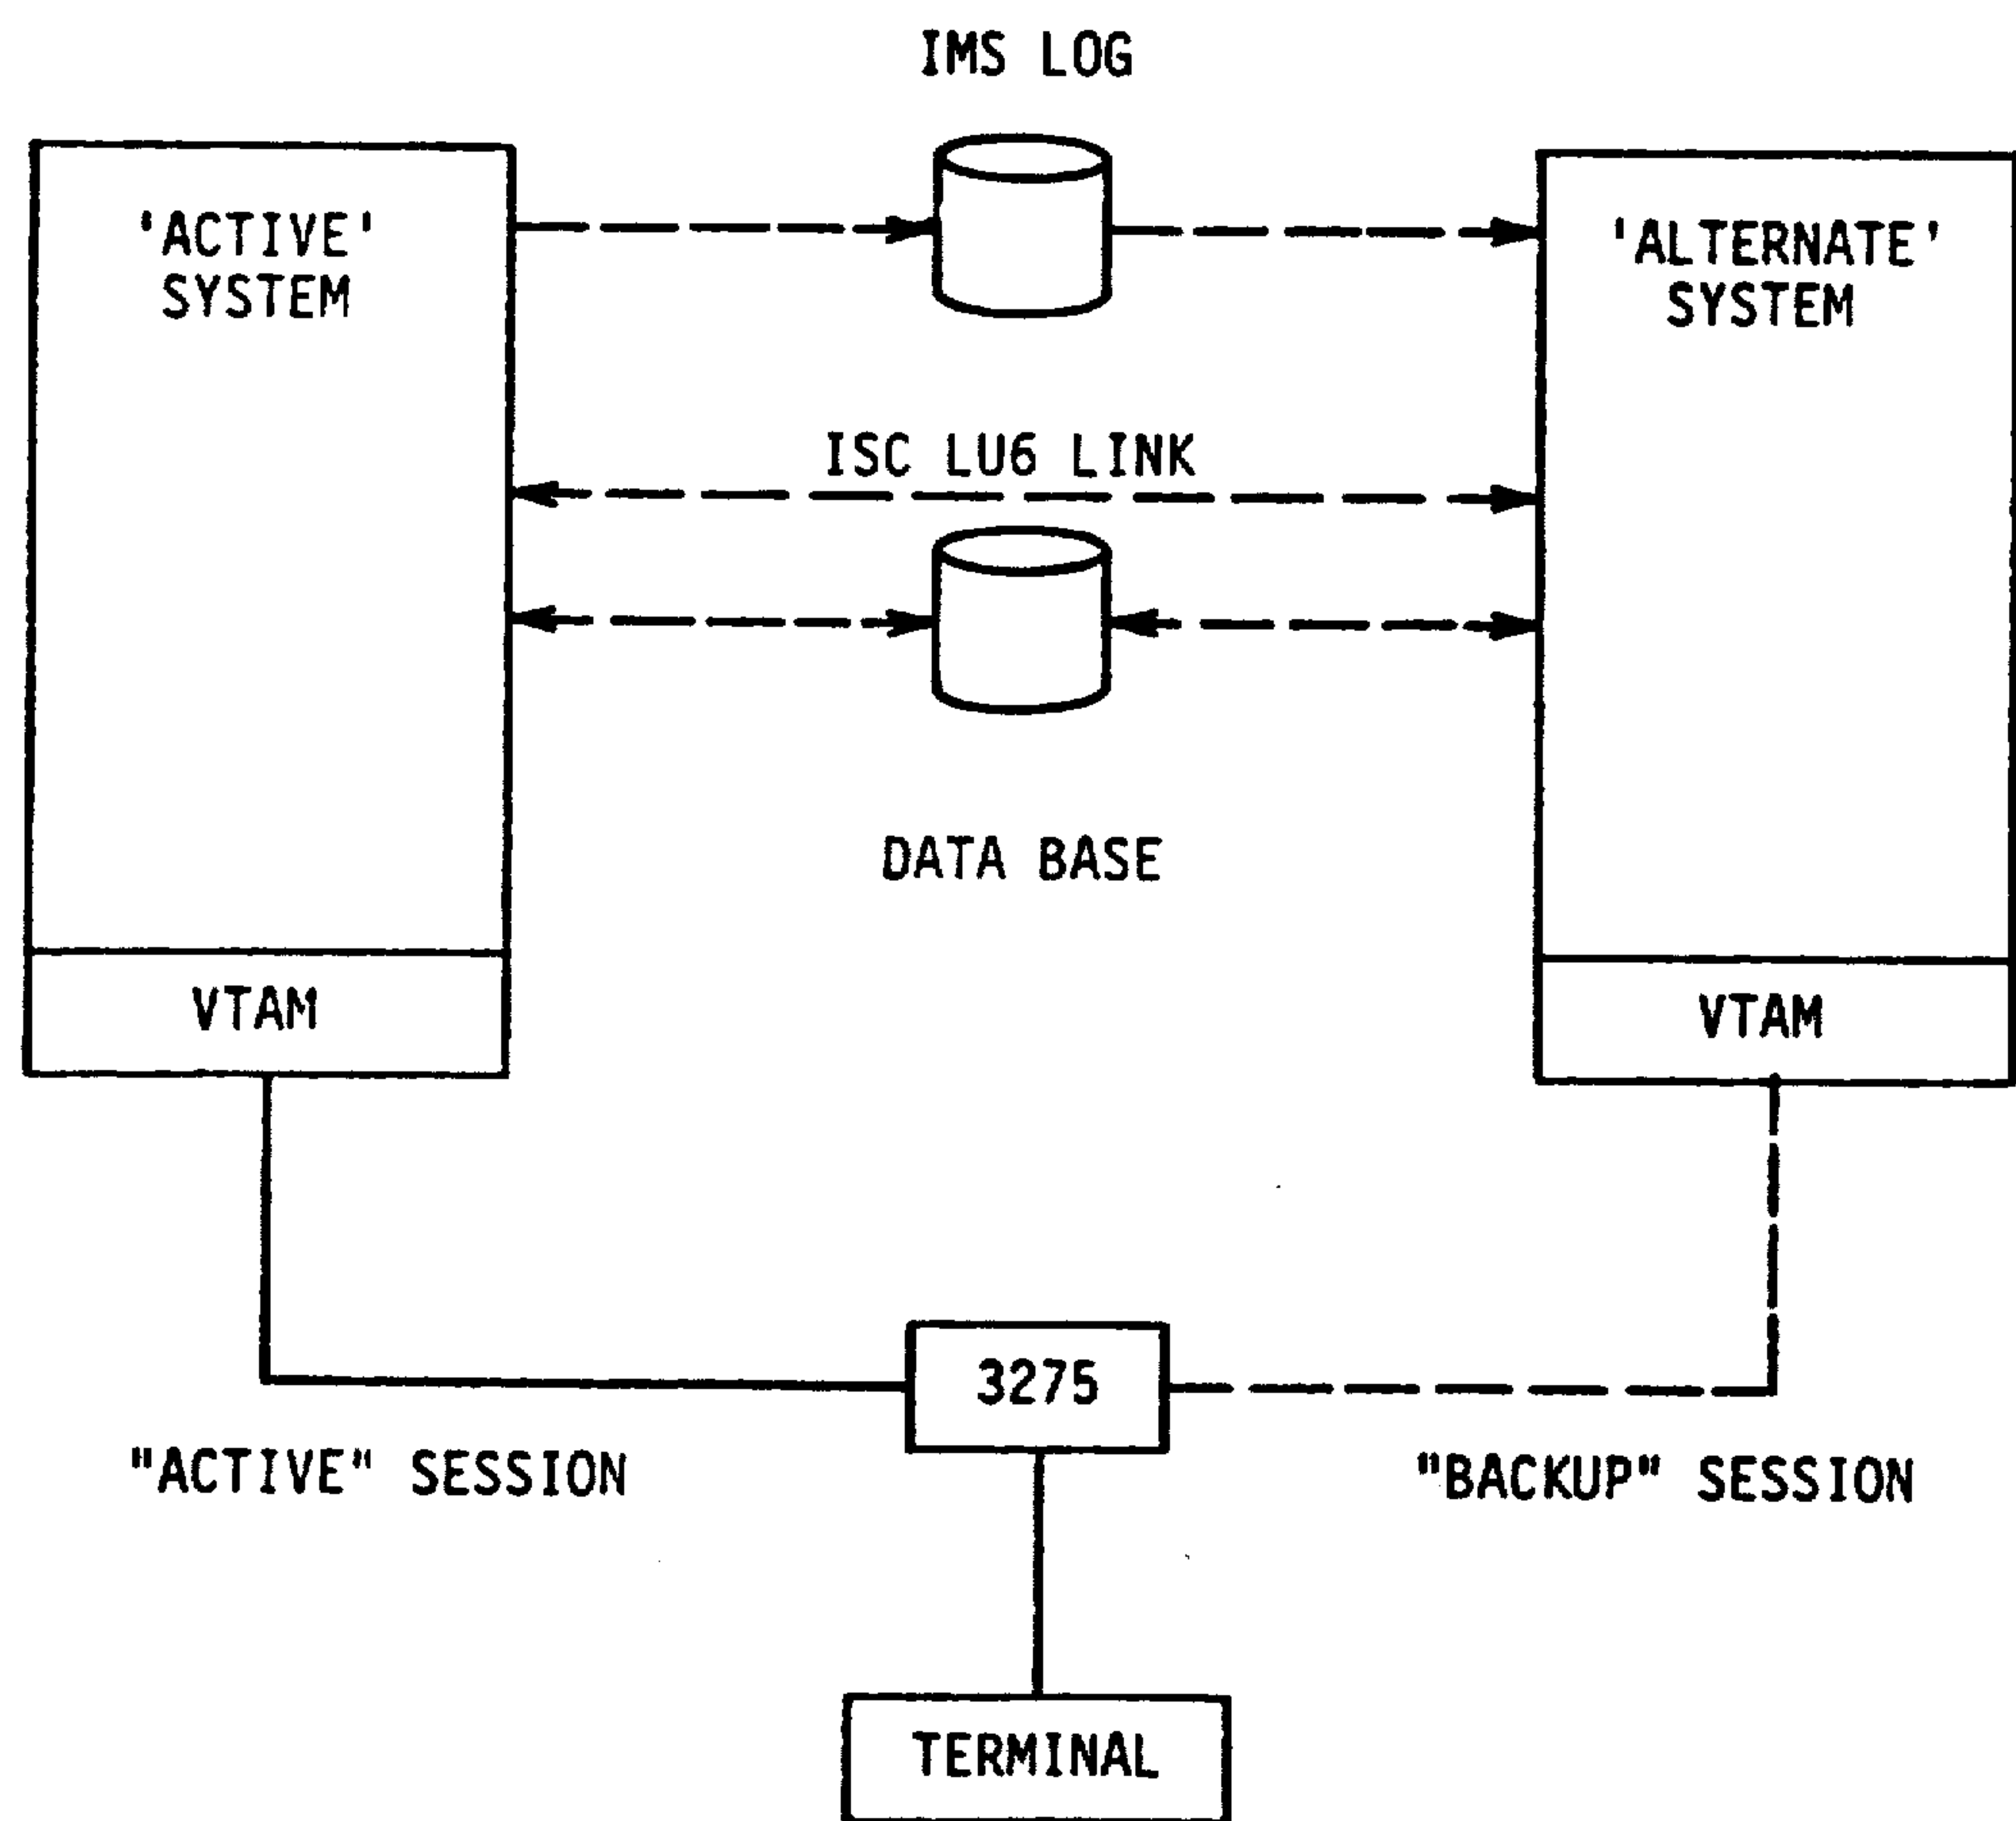 IMS LOG
'ACTIVE'
SYSTEM
'ALTERNATE'
SYSTEM
ISC LU6 LINK
DATA BASE
VTAM
VTAM
3275
"ACTIVE" SESSION
"BACKUP" SESSION
TERMINAL